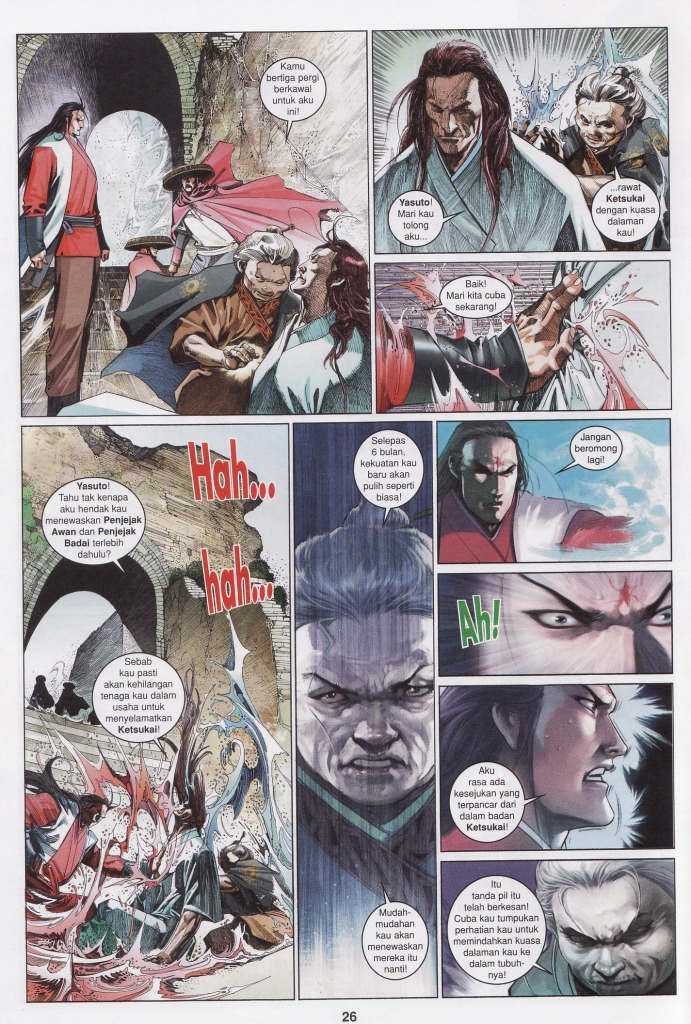 Kamu
bertiga pergi
berkawal
untuk aku
ini!
Yasuto!
Mari kau
tolong
aku...
...rawat
Ketsukai
dengan kuasa
dalaman
kau!
Baik!
Mari kita cuba
sekarang!
Yasuto!
Tahu tak kenapa
aku hendak kau
menewaskan Penjejak
Awan dan Penjejak
Badai terlebih
dahulu?
Hah...
hah...
Sebab
kau pasti
akan kehilangan
tenaga kau dalam
usaha untuk
menyelamatkan
Ketsukai!
Selepas
6 bulan,
kekuatan kau
baru akan
pulih seperti
biasa!
Mudah-
mudahan
kau akan
menewaskan
mereka itu
nanti!
Jangan
beromong
lagi!
Ah!
Aku
rasa ada
kesejukan yang
terpancar dari
dalam badan
Ketsukai!
Itu
tanda pil itu
telah berkesan!
Cuba kau tumpukan
perhatian kau untuk
memindahkan kuasa
dalaman kau ke
dalam tubuh-
nya!
26